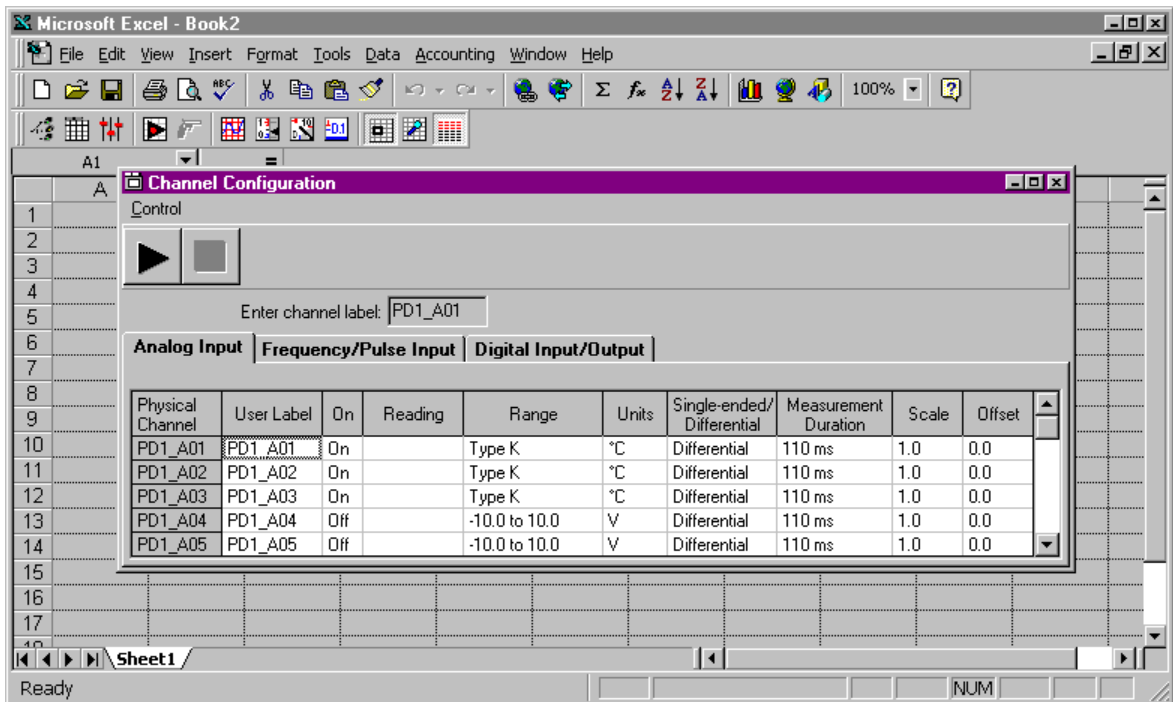 Microsoft Excel - Book2
File Edit View Insert Format Tools Data Accounting Window Help
ABC Σ fx A Z Z A 100% ?
A1 =
A
Channel Configuration
Control
Enter channel label: PD1_A01
Analog Input Frequency/Pulse Input Digital Input/Output
Physical Channel User Label On Reading Range Units Single-ended/ Differential Measurement Duration Scale Offset
PD1_A01 PD1_A01 On Type K °C Differential 110 ms 1.0 0.0
PD1_A02 PD1_A02 On Type K °C Differential 110 ms 1.0 0.0
PD1_A03 PD1_A03 On Type K °C Differential 110 ms 1.0 0.0
PD1_A04 PD1_A04 Off -10.0 to 10.0 V Differential 110 ms 1.0 0.0
PD1_A05 PD1_A05 Off -10.0 to 10.0 V Differential 110 ms 1.0 0.0
1
2
3
4
5
6
7
8
9
10
11
12
13
14
15
16
17
Sheet1
Ready NUM